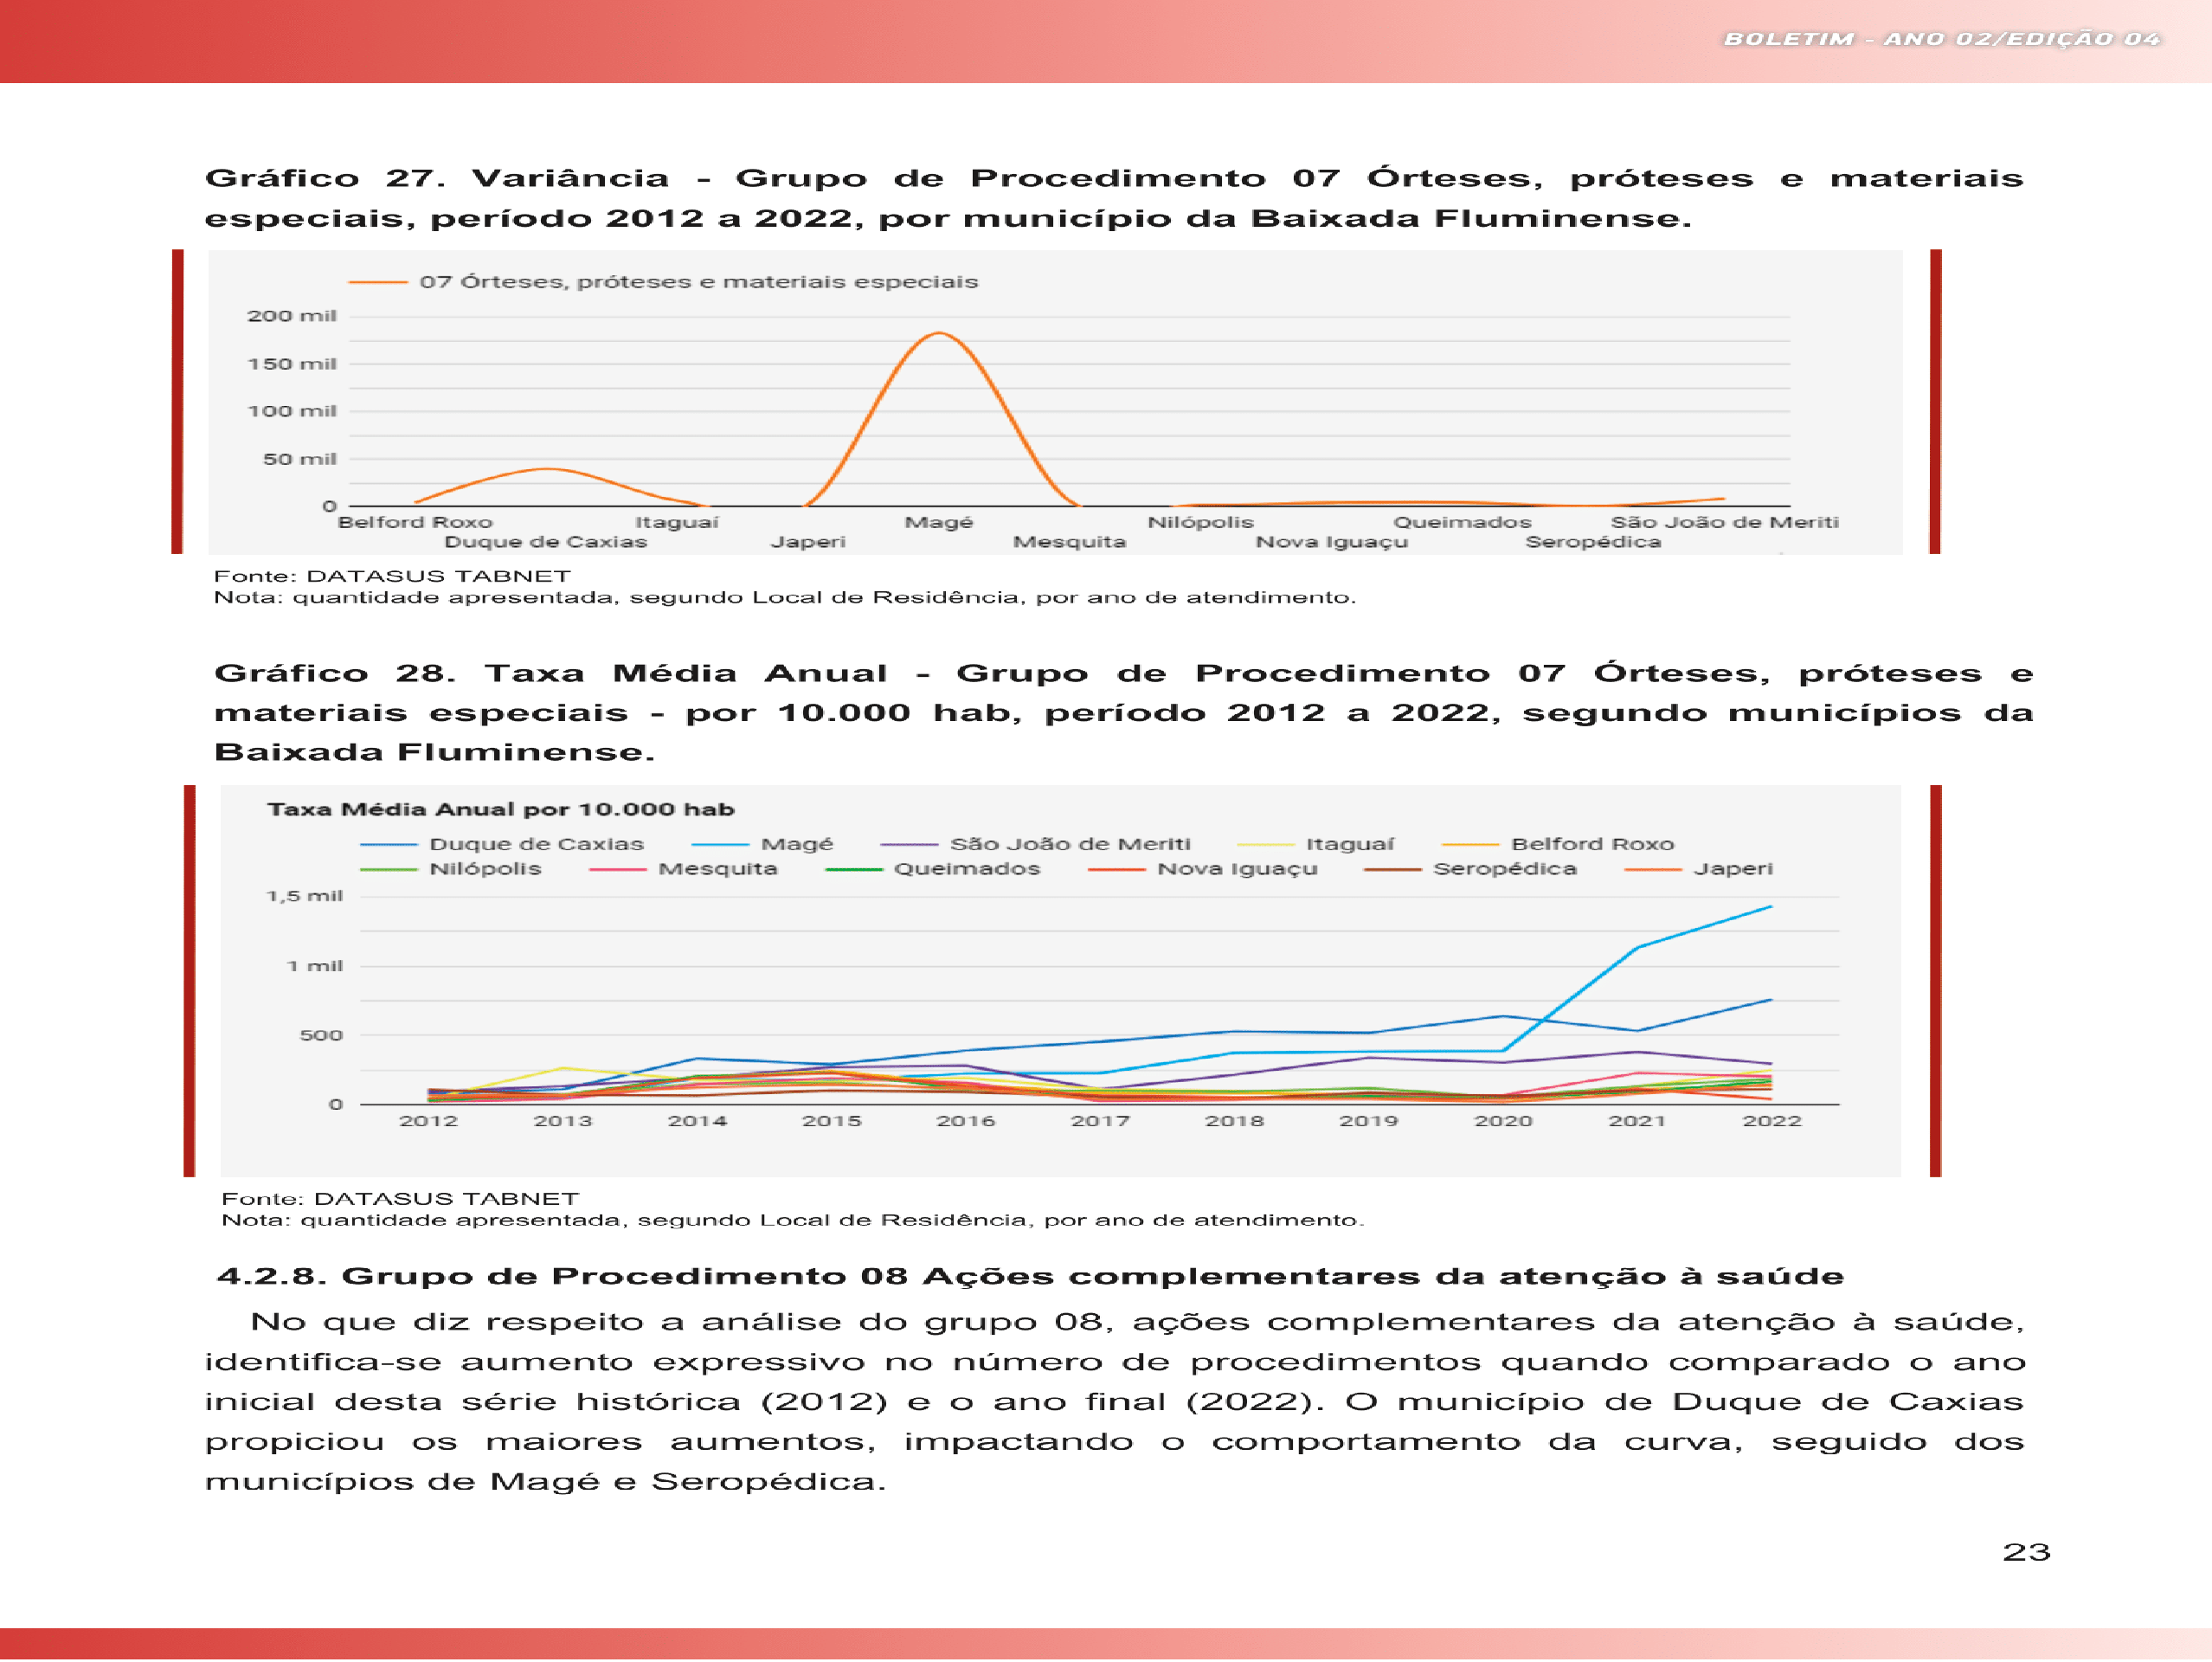 BOLETIM - ANO 02/EDIÇÃO 04
Gráfico 27. Variância - Grupo de Procedimento 07 Órteses, próteses e materiais
especiais, período 2012 a 2022, por município da Baixada Fluminense.
07 Órteses, próteses e materiais especiais
200 mil
150 mil
100 mil
50 mil
0
Belford Roxo Itaguaí Magé Nilópolis Queimados São João de Meriti
Duque de Caxias Japeri Mesquita Nova Iguaçu Seropédica
Fonte: DATASUS TABNET
Nota: quantidade apresentada, segundo Local de Residência, por ano de atendimento.
Gráfico 28. Taxa Média Anual - Grupo de Procedimento 07 Órteses, próteses e
materiais especiais - por 10.000 hab, período 2012 a 2022, segundo municípios da
Baixada Fluminense.
Taxa Média Anual por 10.000 hab
Duque de Caxias Magé São João de Meriti Itaguaí Belford Roxo
Nilópolis Mesquita Queimados Nova Iguaçu Seropédica Japeri
1,5 mil
1 mil
500
0
2012 2013 2014 2015 2016 2017 2018 2019 2020 2021 2022
Fonte: DATASUS TABNET
Nota: quantidade apresentada, segundo Local de Residência, por ano de atendimento.
4.2.8. Grupo de Procedimento 08 Ações complementares da atenção à saúde
No que diz respeito a análise do grupo 08, ações complementares da atenção à saúde,
identifica-se aumento expressivo no número de procedimentos quando comparado o ano
inicial desta série histórica (2012) e o ano final (2022). O município de Duque de Caxias
propiciou os maiores aumentos, impactando o comportamento da curva, seguido dos
municípios de Magé e Seropédica.
23